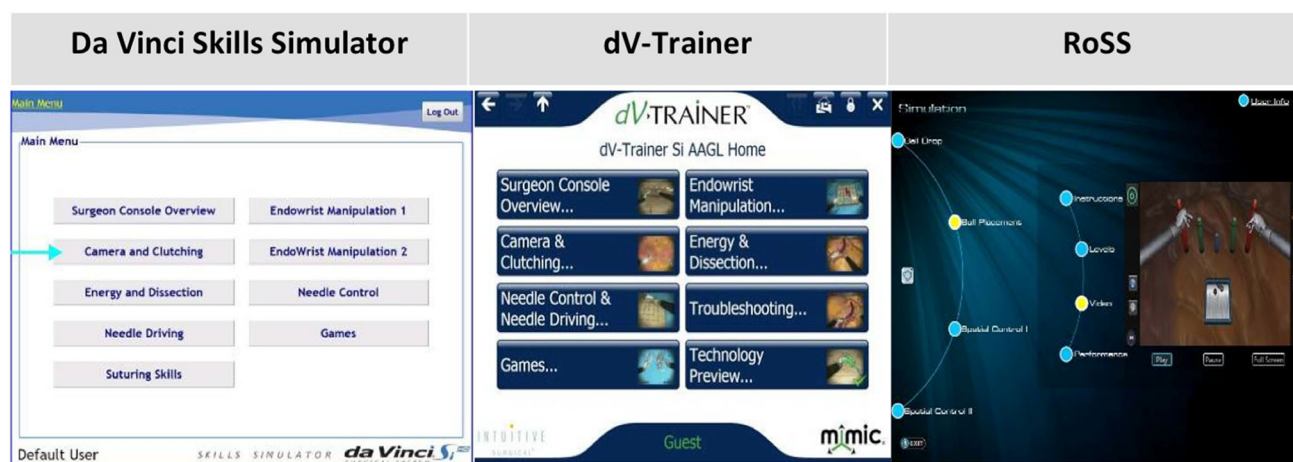 Da Vinci Skills Simulator
dV-Trainer
RoSS
Main Menu
Log Out
Main Menu
Surgeon Console Overview
Endowrist Manipulation 1
Camera and Clutching
EndoWrist Manipulation 2
Energy and Dissection
Needle Control
Needle Driving
Games
Suturing Skills
Default User
SKILLS SIMULATOR da Vinci Si
dV-TRAINER
dV-Trainer Si AAGL Home
Surgeon Console
Overview...
Endowrist
Manipulation...
Camera &
Clutching...
Energy &
Dissection...
Needle Control &
Needle Driving...
Troubleshooting...
Games...
Technology
Preview...
INTUITIVE
SURGICAL
Guest
mimic
Simulation
User Info
Ball Drop
Instructions
Ball Placement
Levels
Video
Spatial Control I
Performance
Play
Pause
Full Screen
Spatial Control II
EXIT